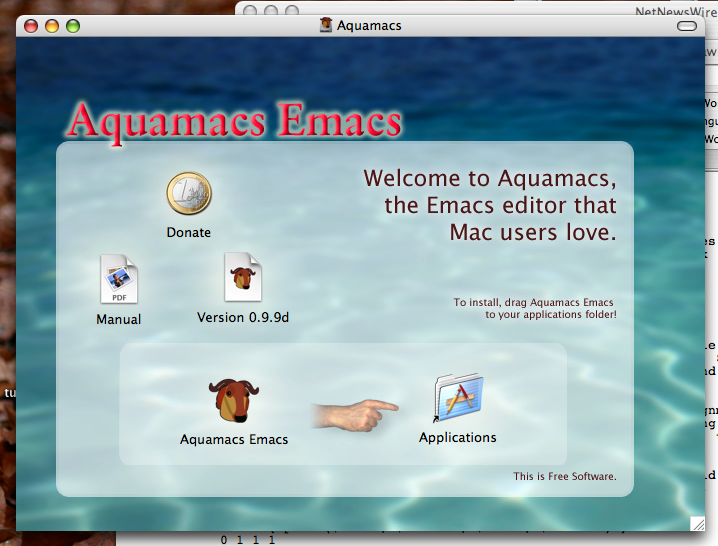 NetNewsWire
Aquamacs
Aquamacs Emacs
Welcome to Aquamacs,
the Emacs editor that
Mac users love.
Donate
PDF
Manual
Version 0.9.9d
To install, drag Aquamacs Emacs
to your applications folder!
Aquamacs Emacs
Applications
This is Free Software.
0 1 1 1